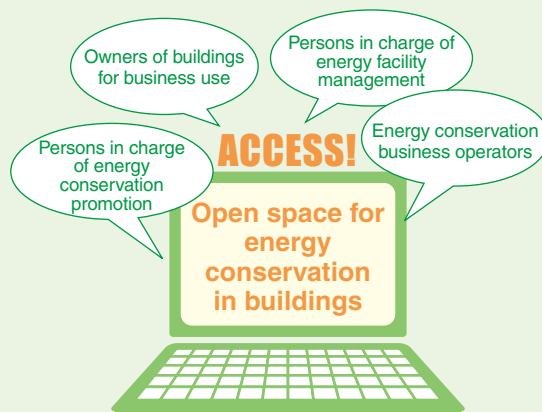 Owners of buildings
for business use
Persons in charge of
energy facility
management
Persons in charge
of energy
conservation
promotion
ACCESS!
Energy conservation
business operators
Open space for
energy
conservation
in buildings